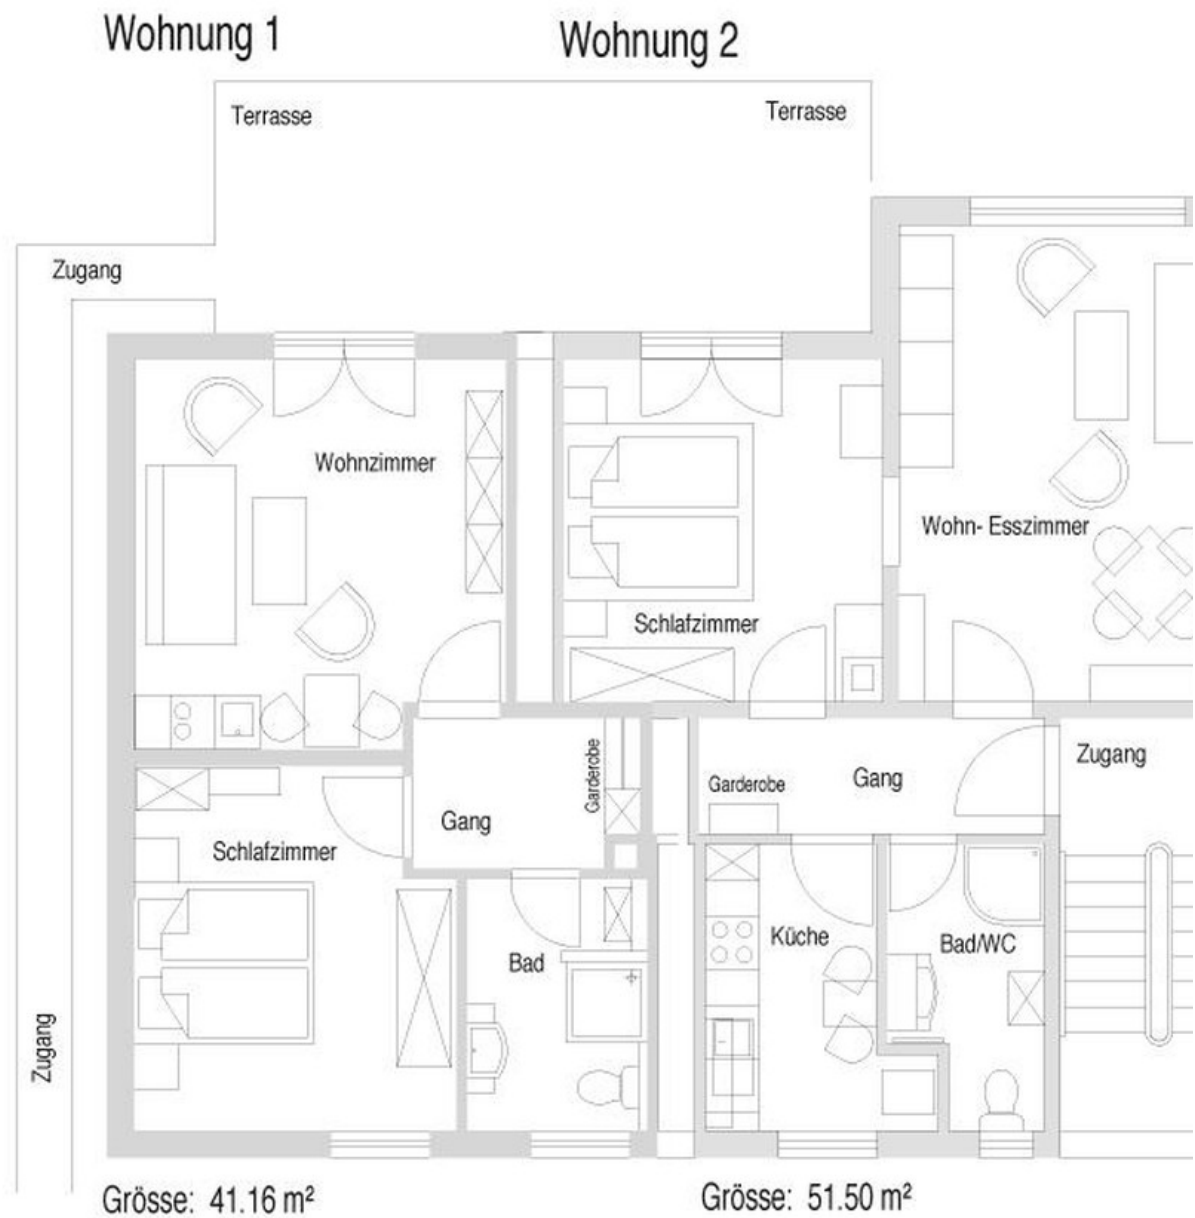 Wohnung 1
Wohnung 2
Terrasse
Terrasse
Zugang
Wohnzimmer
Wohn- Esszimmer
Schlafzimmer
Garderobe
Zugang
Garderobe
Gang
Gang
Schlafzimmer
Küche
Bad/WC
Bad
Zugang
Grösse: 41.16 m²
Grösse: 51.50 m²